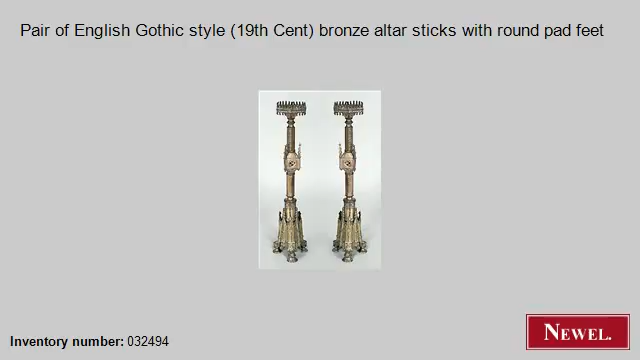 Pair of English Gothic style (19th Cent) bronze altar sticks with round pad feet
Inventory number: 032494
NEWEL.